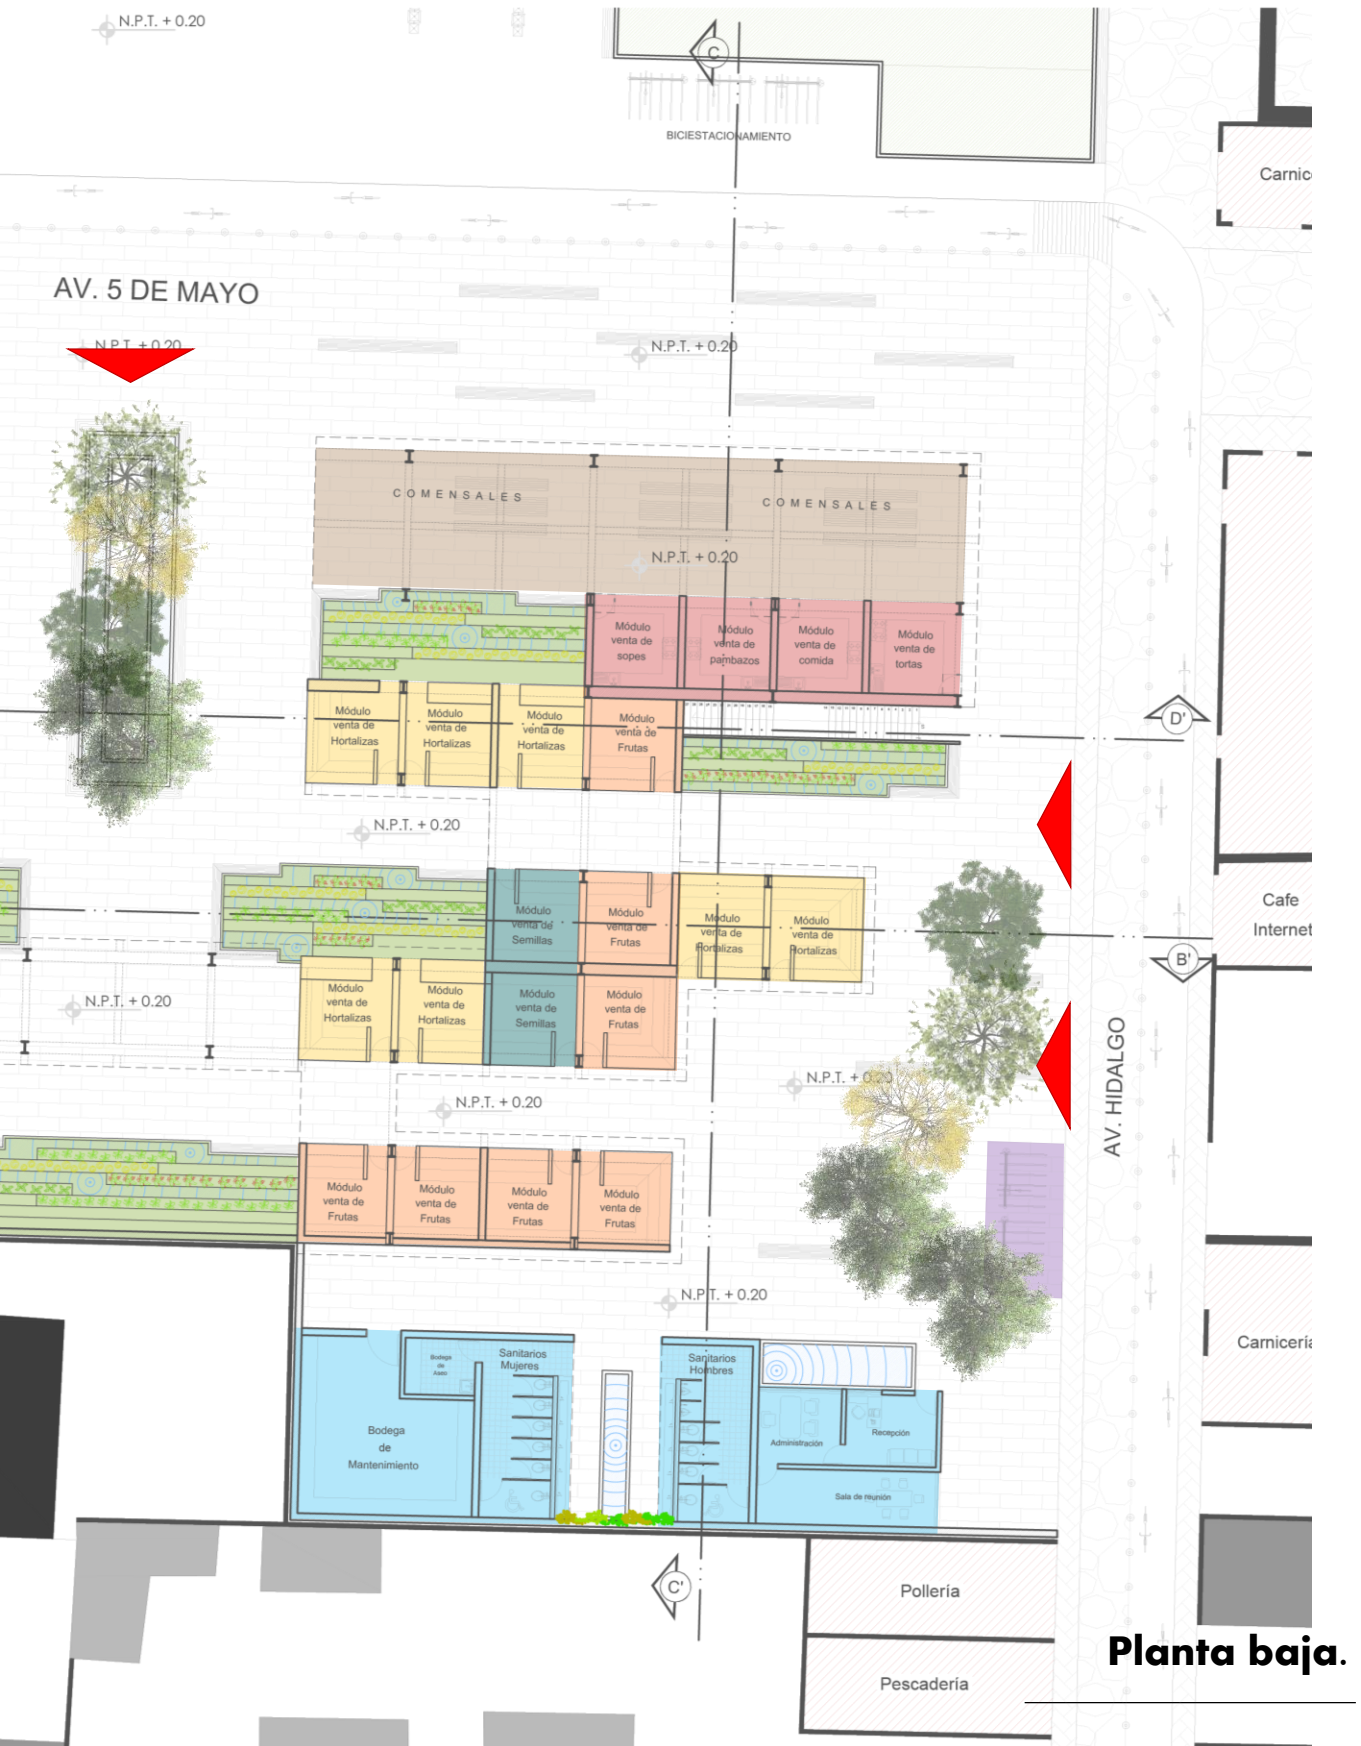 N.P.T. + 0.20
C
BICIESTACIONAMIENTO
AV. 5 DE MAYO
N.P.T. + 0.20
N.P.T. + 0.20
COMENSALES
COMENSALES
N.P.T. + 0.20
Módulo
venta de
sopes
Módulo
venta de
pambazos
Módulo
venta de
comida
Módulo
venta de
tortas
Módulo
venta de
Hortalizas
Módulo
venta de
Hortalizas
Módulo
venta de
Hortalizas
Módulo
venta de
Frutas
D'
N.P.T. + 0.20
Módulo
venta de
Semillas
Módulo
venta de
Frutas
Módulo
venta de
Hortalizas
Módulo
venta de
Hortalizas
Cafe
Internet
B'
N.P.T. + 0.20
Módulo
venta de
Hortalizas
Módulo
venta de
Hortalizas
Módulo
venta de
Semillas
Módulo
venta de
Frutas
N.P.T. + 0.20
N.P.T. + 0.20
AV. HIDALGO
Módulo
venta de
Frutas
Módulo
venta de
Frutas
Módulo
venta de
Frutas
Módulo
venta de
Frutas
N.P.T. + 0.20
Bodega
de
Aseo
Sanitarios
Mujeres
Sanitarios
Hombres
Bodega
de
Mantenimiento
Administración
Recepción
Sala de reunión
Carnicería
C'
Pollería
Pescadería
Planta baja.